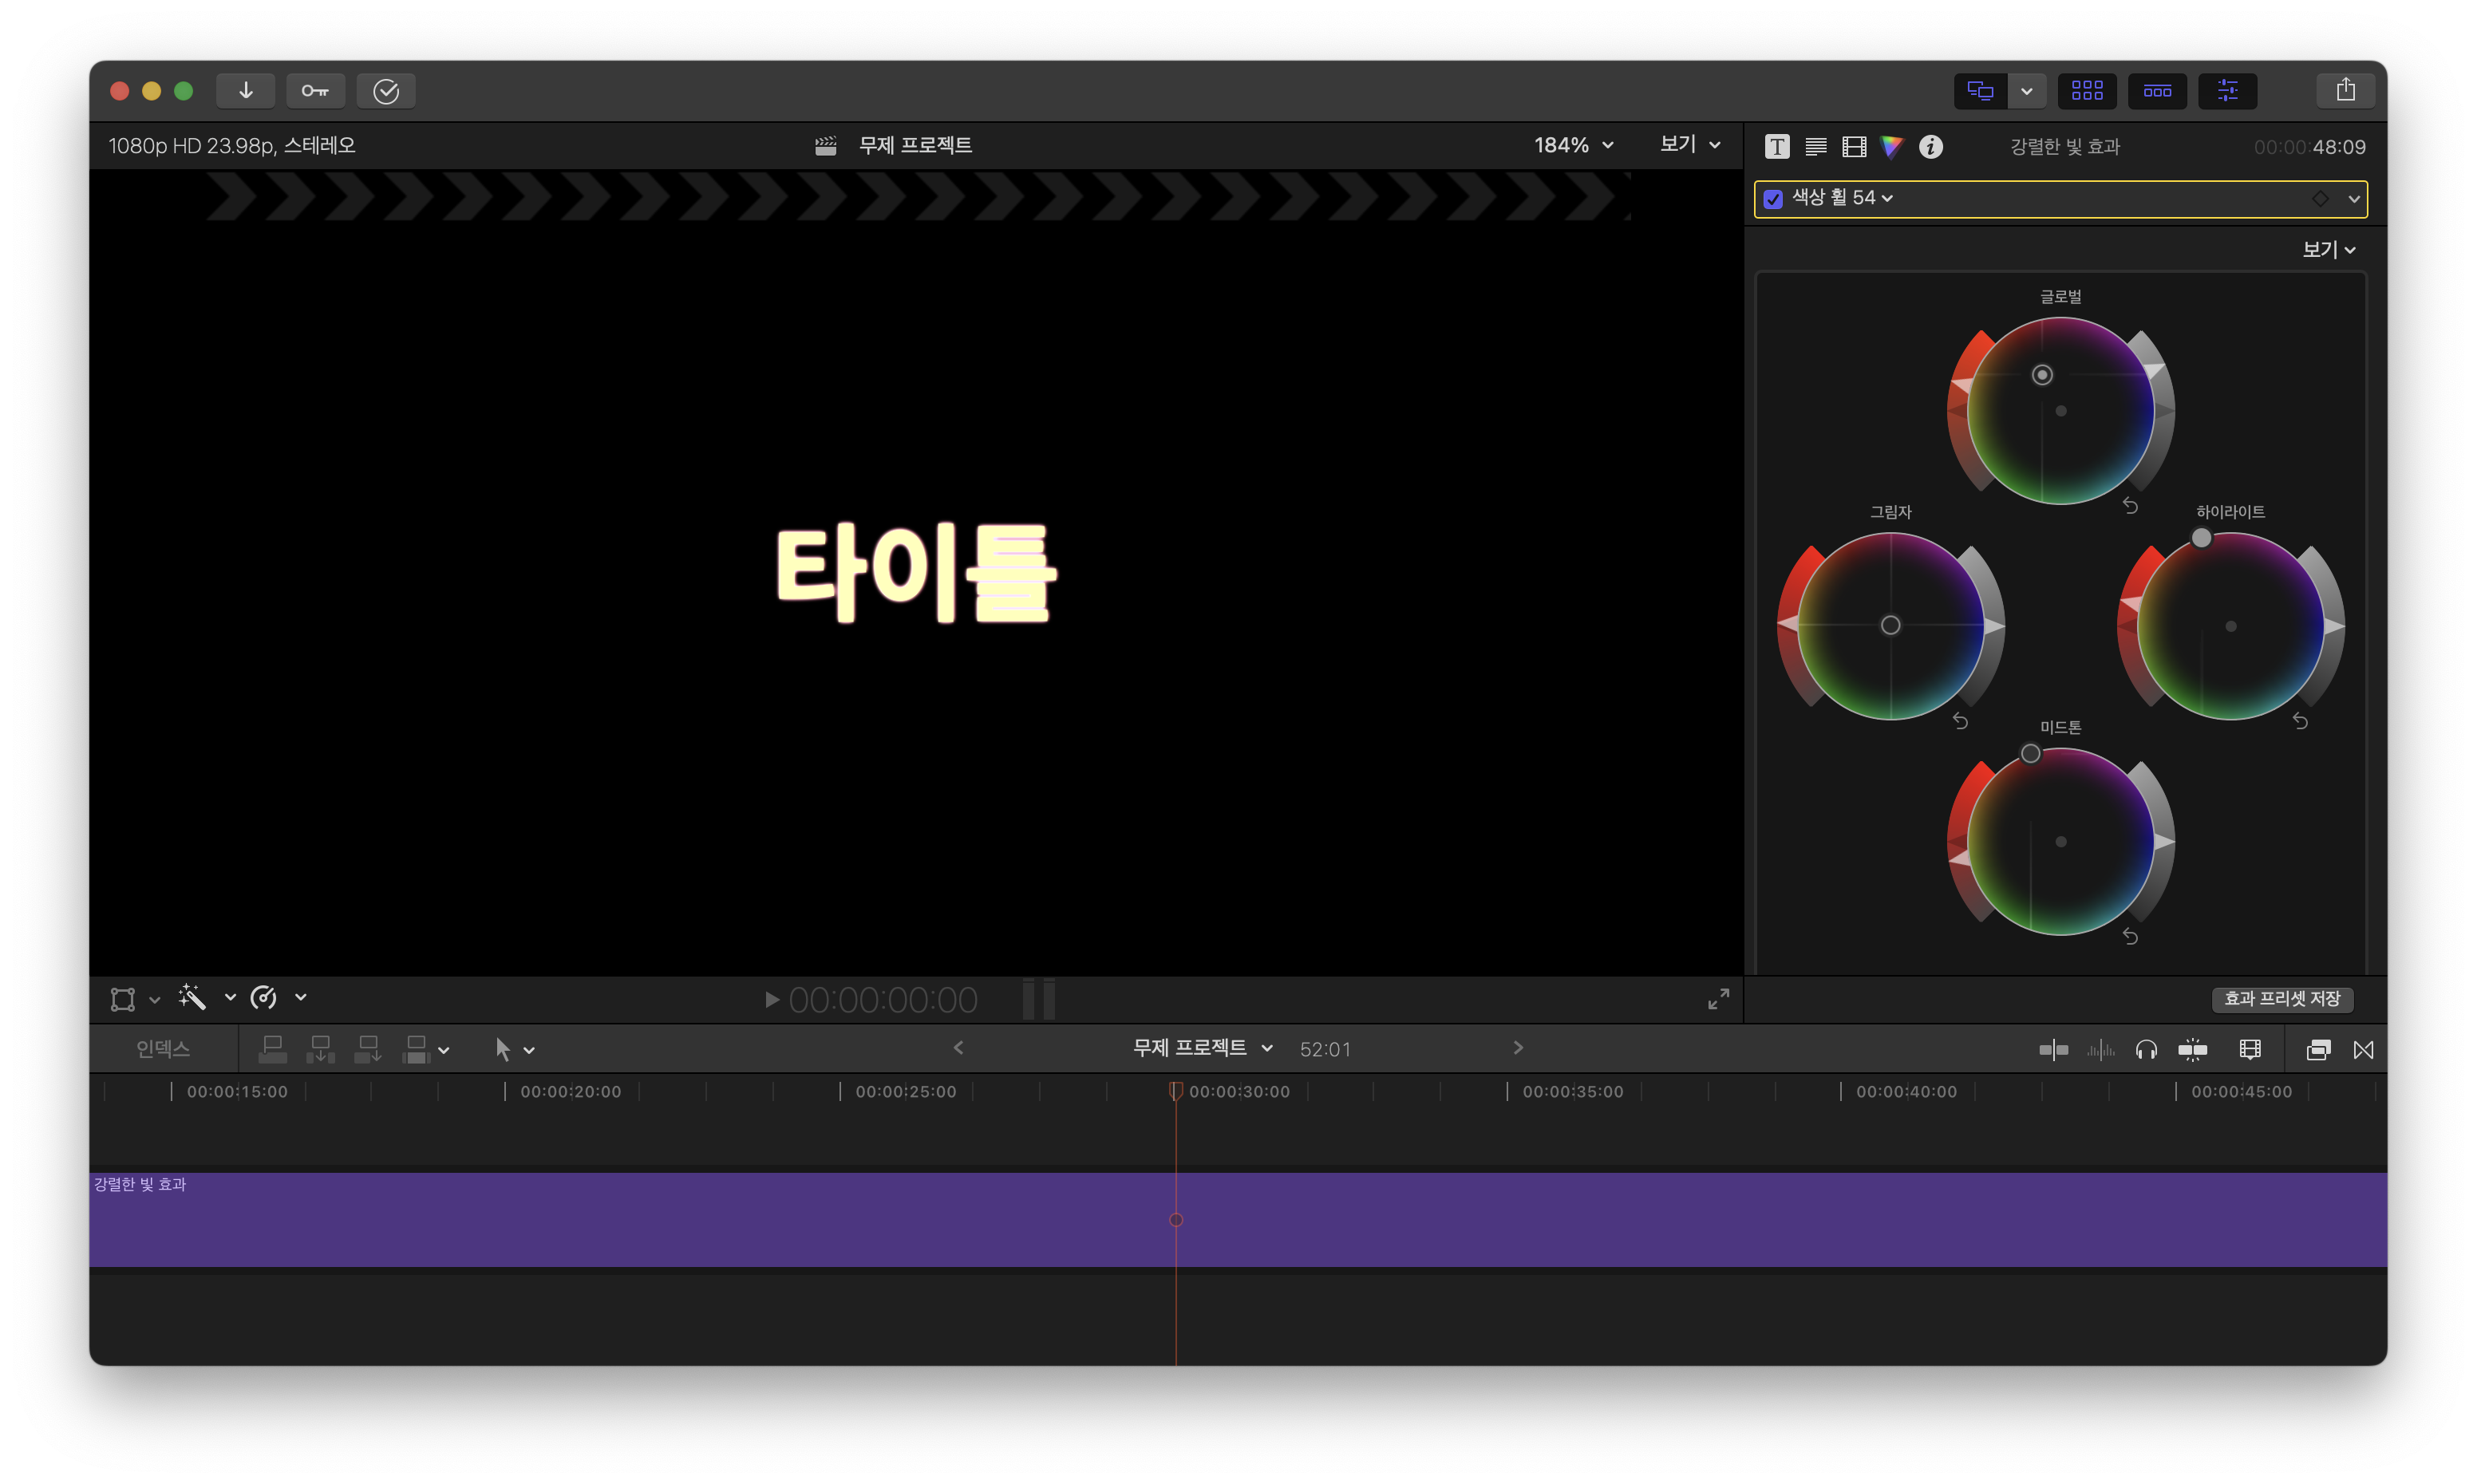 1080p HD 23.98p, 스테레오
무제 프로젝트
184%
보기
강렬한 빛 효과
00:00:48:09
색상 휠 54
보기
글로벌
그림자
하이라이트
미드톤
타이틀
00:00:00:00
효과 프리셋 저장
인덱스
무제 프로젝트
52:01
00:00:15:00
00:00:20:00
00:00:25:00
00:00:30:00
00:00:35:00
00:00:40:00
00:00:45:00
강렬한 빛 효과